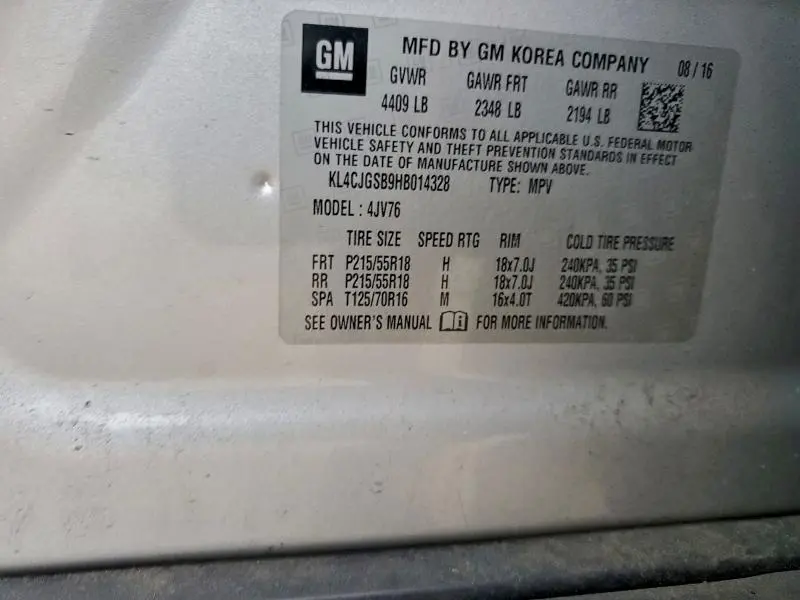 GM MFD BY GM KOREA COMPANY 08/16
GVWR GAWR FRT GAWR RR
4409 LB 2348 LB 2194 LB
THIS VEHICLE CONFORMS TO ALL APPLICABLE U.S. FEDERAL MOTOR
VEHICLE SAFETY AND THEFT PREVENTION STANDARDS IN EFFECT
ON THE DATE OF MANUFACTURE SHOWN ABOVE.
KL4CJGSB9HB014328 TYPE: MPV
MODEL : 4JV76
TIRE SIZE SPEED RTG RIM COLD TIRE PRESSURE
FRT P215/55R18 H 18x7.0J 240KPA, 35 PSI
RR P215/55R18 H 18x7.0J 240KPA, 35 PSI
SPA T125/70R16 M 16x4.0T 420KPA, 60 PSI
SEE OWNER'S MANUAL FOR MORE INFORMATION.